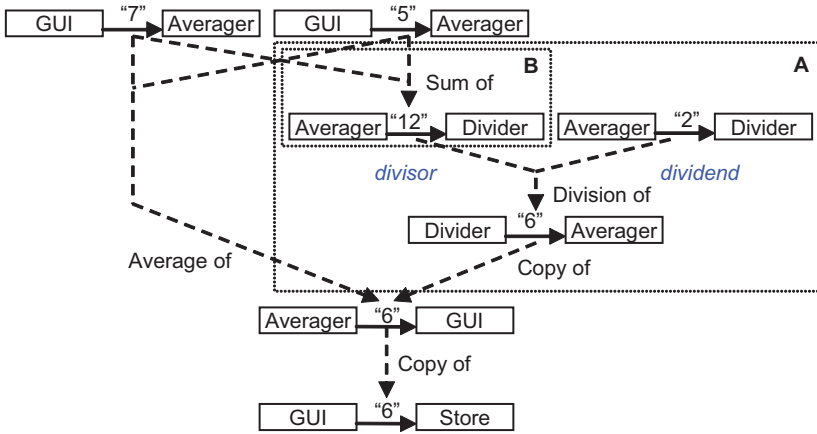 GUI “7” Averager GUI “5” Averager
B A
Sum of
Averager “12” Divider Averager “2” Divider
divisor dividend
Division of
Divider “6” Averager
Average of Copy of
Averager “6” GUI
Copy of
GUI “6” Store